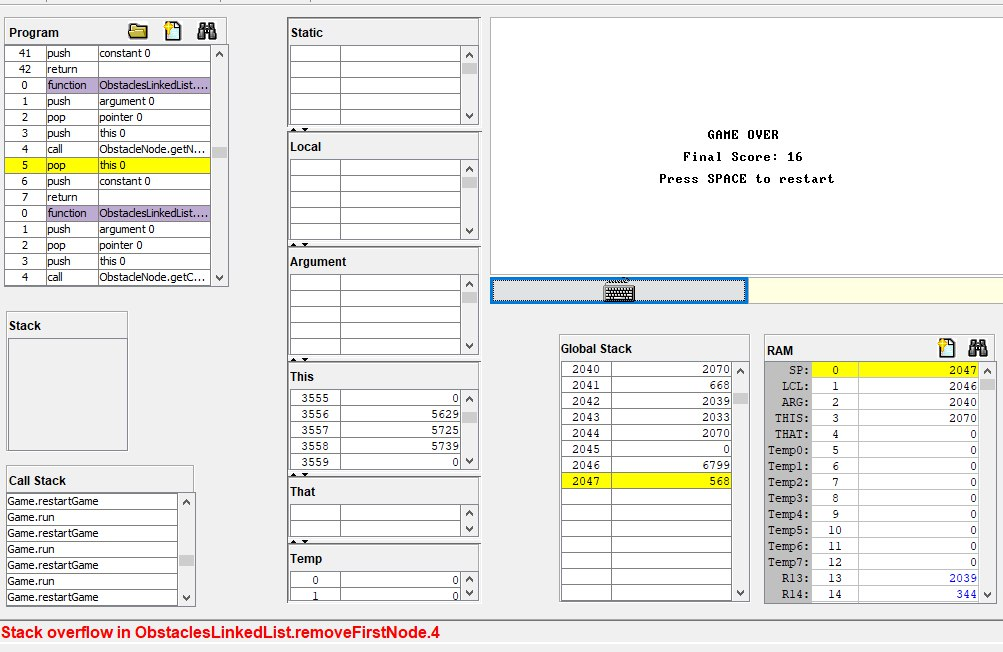 Program
41 push constant 0
42 return
0 function ObstaclesLinkedList....
1 push argument 0
2 pop pointer 0
3 push this 0
4 call ObstacleNode.getN...
5 pop this 0
6 push constant 0
7 return
0 function ObstaclesLinkedList....
1 push argument 0
2 pop pointer 0
3 push this 0
4 call ObstacleNode.getC...
Stack
Call Stack
Game.restartGame
Game.run
Game.restartGame
Game.run
Game.restartGame
Game.run
Game.restartGame
Static
Local
Argument
This
3555 0
3556 5629
3557 5725
3558 5739
3559 0
That
Temp
0 0
1 0
GAME OVER
Final Score: 16
Press SPACE to restart
Global Stack
2040 2070
2041 668
2042 2039
2043 2033
2044 2070
2045 0
2046 6799
2047 568
RAM
SP: 0 2047
LCL: 1 2046
ARG: 2 2040
THIS: 3 2070
THAT: 4 0
Temp0: 5 0
Temp1: 6 0
Temp2: 7 0
Temp3: 8 0
Temp4: 9 0
Temp5: 10 0
Temp6: 11 0
Temp7: 12 0
R13: 13 2039
R14: 14 344
Stack overflow in ObstaclesLinkedList.removeFirstNode.4